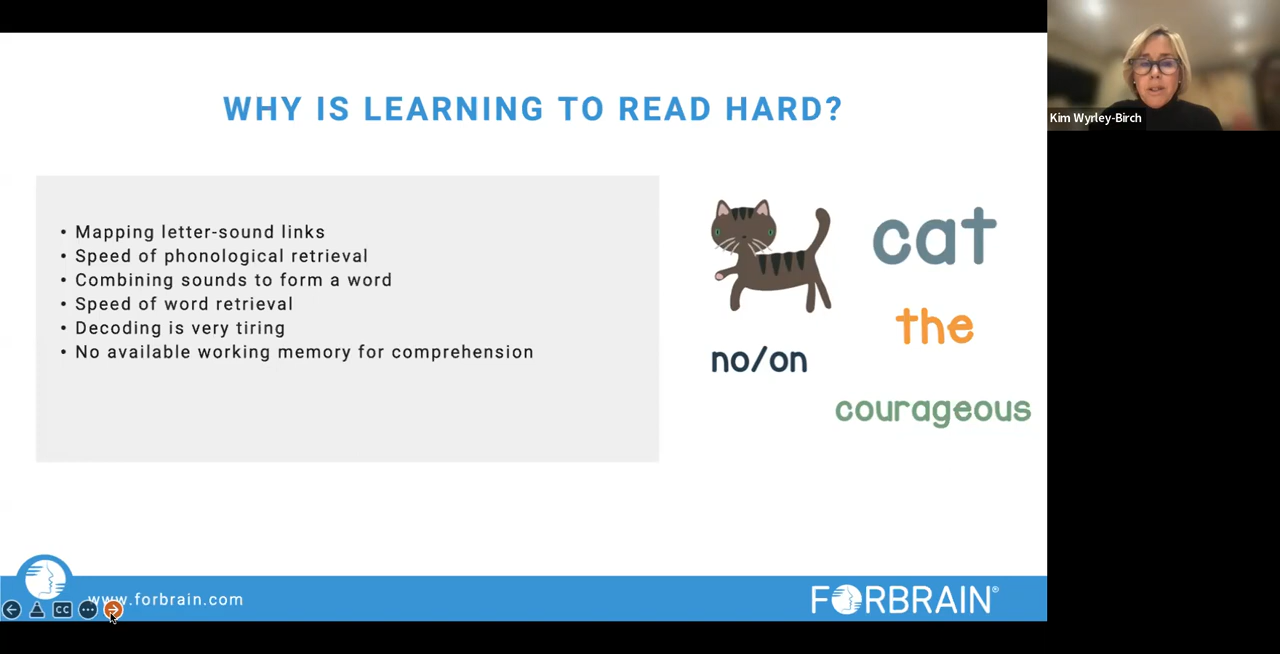 WHY IS LEARNING TO READ HARD?
• Mapping letter-sound links
• Speed of phonological retrieval
• Combining sounds to form a word
• Speed of word retrieval
• Decoding is very tiring
• No available working memory for comprehension
cat
the
no/on
courageous
www.forbrain.com
CC
FORBRAIN®
Kim Wyrley-Birch